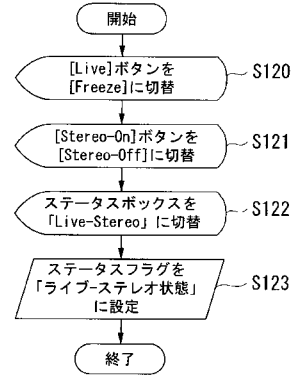 開始
[Live]ボタンを
[Freeze]に切替
S120
[Stereo-On]ボタンを
[Stereo-Off]に切替
S121
ステータスボックスを
「Live-Stereo」に切替
S122
ステータスフラグを
「ライブ-ステレオ状態」
に設定
S123
終了